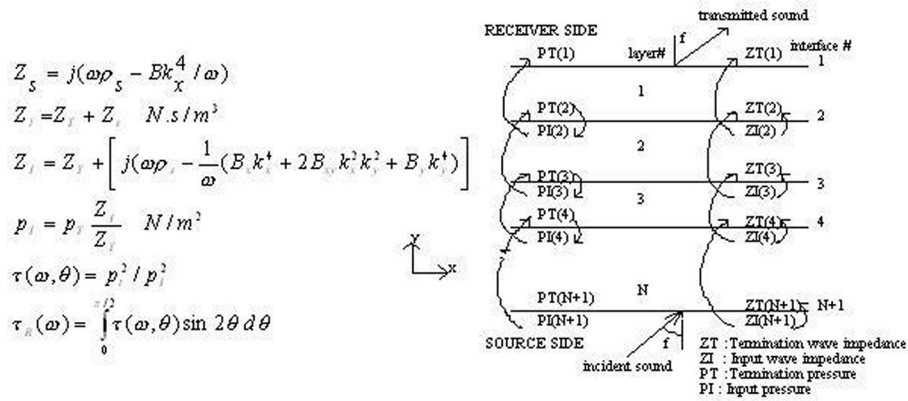 Z_s = j(ωρ_s − Bk_x^4 / ω)
Z_I = Z_T + Z_s N.s/m^3
Z_I = Z_T + [ j(ωρ_s − 1/ω (B_x k_x^4 + 2B_xy k_x^2 k_y^2 + B_y k_y^4) ]
p_I = p_T Z_I / Z_T N/m^2
τ(ω,θ) = p_t^2 / p_i^2
τ_R(ω) = ∫_0^{π/2} τ(ω,θ) sin 2θ dθ
transmitted sound
RECEIVER SIDE f
PT(1) layer# ZT(1) interface #
1
1
PT(2) ZT(2)
2
PI(2) ZI(2)
2
PT(3) ZT(3)
3
PI(3) ZI(3)
3
PT(4) ZT(4)
4
PI(4) ZI(4)
y
x
N
PT(N+1) ZT(N+1) N+1
PI(N+1) ZI(N+1)
SOURCE SIDE f
incident sound
ZT : Termination wave impedance
ZI : Input wave impedance
PT : Termination pressure
PI : Input pressure